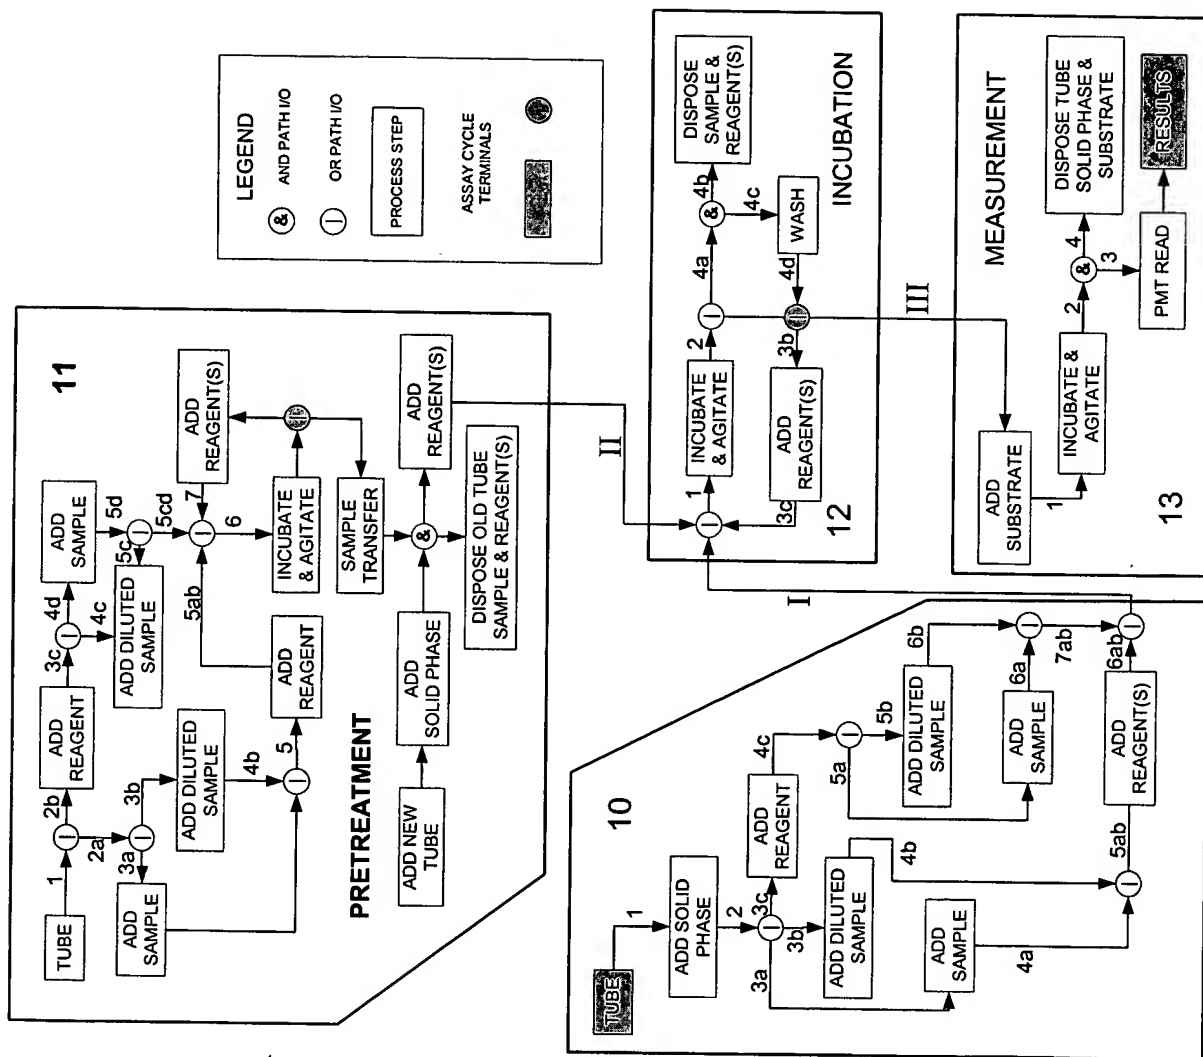 11
TUBE
1
2b
ADD
REAGENT
3c
4d
ADD
SAMPLE
5d
4c
ADD DILUTED
SAMPLE
5c
5cd
2a
3a
3b
ADD
SAMPLE
ADD DILUTED
SAMPLE
4b
5
ADD
REAGENT
5ab
7
ADD
REAGENT(S)
6
INCUBATE
& AGITATE
SAMPLE
TRANSFER
PRETREATMENT
ADD NEW
TUBE
ADD
SOLID PHASE
&
DISPOSE OLD TUBE
SAMPLE & REAGENT(S)
ADD
REAGENT(S)
II
LEGEND
&
AND PATH I/O
OR PATH I/O
PROCESS STEP
ASSAY CYCLE
TERMINALS
10
TUBE
1
ADD SOLID
PHASE
2
3a
3b
3c
ADD
REAGENT
4c
ADD DILUTED
SAMPLE
4b
ADD
SAMPLE
4a
5a
5b
ADD DILUTED
SAMPLE
6b
ADD
SAMPLE
6a
7ab
5ab
ADD
REAGENT(S)
6ab
I
12
1
INCUBATE
& AGITATE
2
4a
&
4b
DISPOSE
SAMPLE &
REAGENT(S)
4c
WASH
4d
3b
ADD
REAGENT(S)
3c
INCUBATION
III
MEASUREMENT
ADD
SUBSTRATE
1
INCUBATE &
AGITATE
2
&
4
DISPOSE TUBE
SOLID PHASE &
SUBSTRATE
3
PMT READ
RESULTS
13